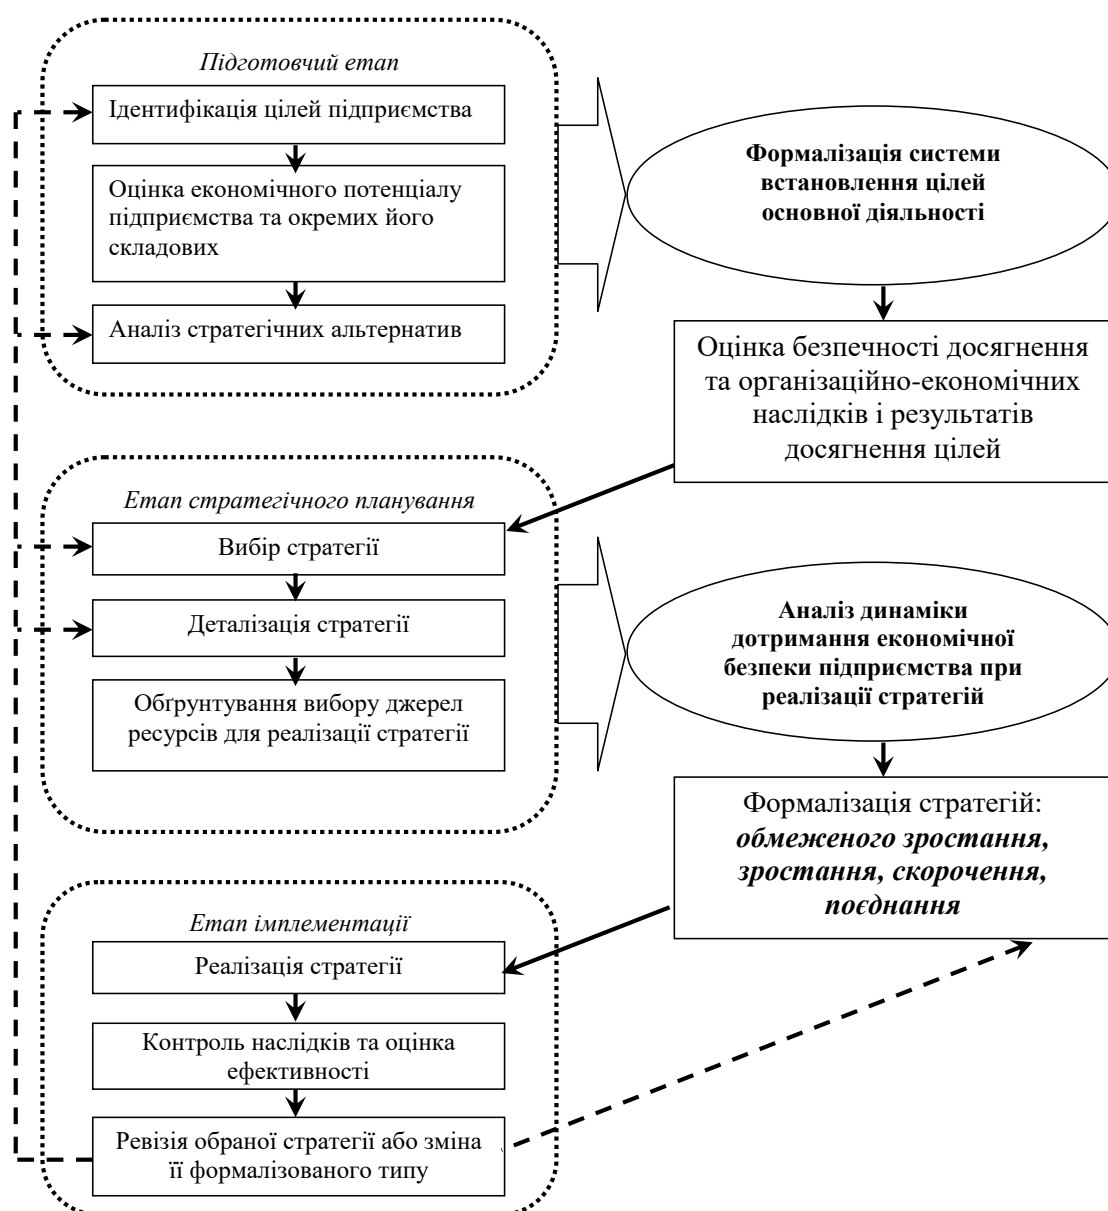 Підготовчий етап
Ідентифікація цілей підприємства
Оцінка економічного потенціалу
підприємства та окремих його
складових
Аналіз стратегічних альтернатив
Формалізація системи
встановлення цілей
основної діяльності
Оцінка безпечності досягнення
та організаційно-економічних
наслідків і результатів
досягнення цілей
Етап стратегічного планування
Вибір стратегії
Деталізація стратегії
Обґрунтування вибору джерел
ресурсів для реалізації стратегії
Аналіз динаміки
дотримання економічної
безпеки підприємства при
реалізації стратегій
Формалізація стратегій:
обмеженого зростання,
зростання, скорочення,
поєднання
Етап імплементації
Реалізація стратегії
Контроль наслідків та оцінка
ефективності
Ревізія обраної стратегії або зміна
її формалізованого типу